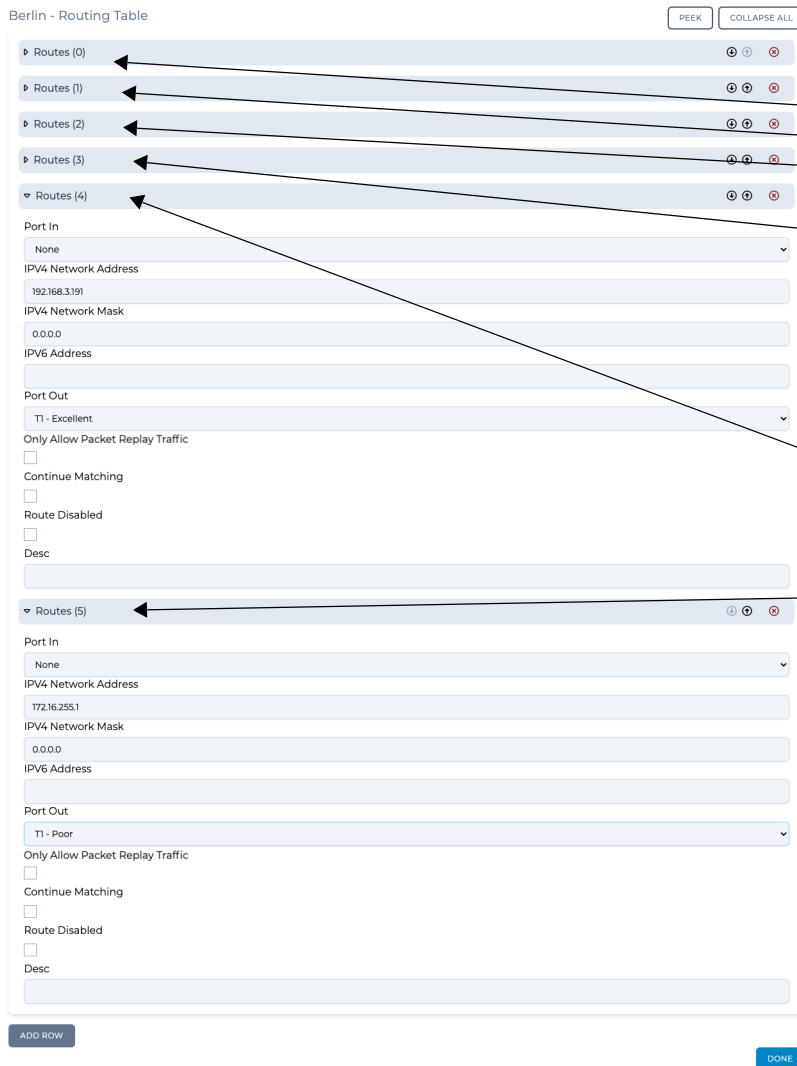 Berlin - Routing Table
PEEK
COLLAPSE ALL
Routes (0)
Routes (1)
Routes (2)
Routes (3)
Routes (4)
Port In
None
IPV4 Network Address
192.168.3.191
IPV4 Network Mask
0.0.0.0
IPV6 Address
Port Out
T1 - Excellent
Only Allow Packet Replay Traffic
Continue Matching
Route Disabled
Desc
Routes (5)
Port In
None
IPV4 Network Address
172.16.255.1
IPV4 Network Mask
0.0.0.0
IPV6 Address
Port Out
T1 - Poor
Only Allow Packet Replay Traffic
Continue Matching
Route Disabled
Desc
ADD ROW
DONE